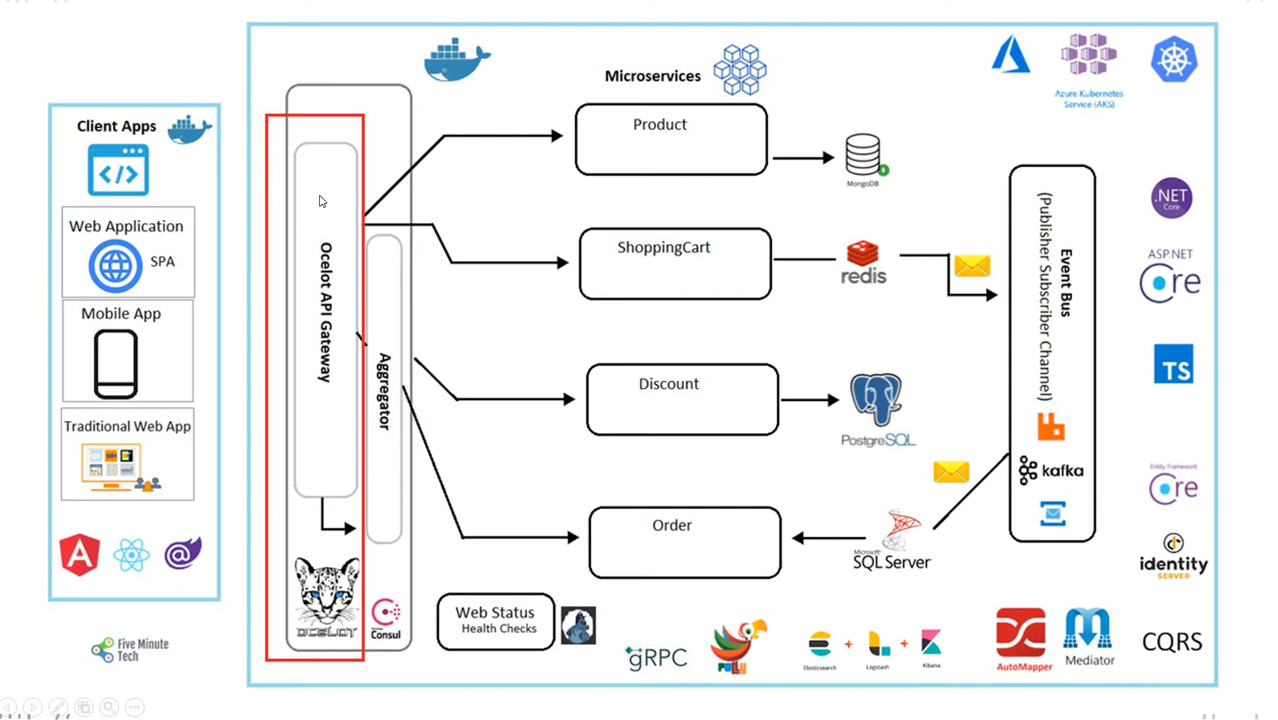 Client Apps
Web Application
SPA
Mobile App
Traditional Web App
Five Minute
Tech
Microservices
Azure Kubernetes
Service (AKS)
Product
MongoDB
ShoppingCart
redis
Discount
PostgreSQL
Order
Microsoft
SQL Server
Ocelot API Gateway
Aggregator
OCELOT
Consul
Web Status
Health Checks
gRPC
POLLY
Elasticsearch
+
Logstash
+
Kibana
Event Bus
(Publisher Subscriber Channel)
kafka
.NET
Core
ASP.NET
Core
TS
Entity Framework
Core
identity
SERVER
AutoMapper
Mediator
CQRS